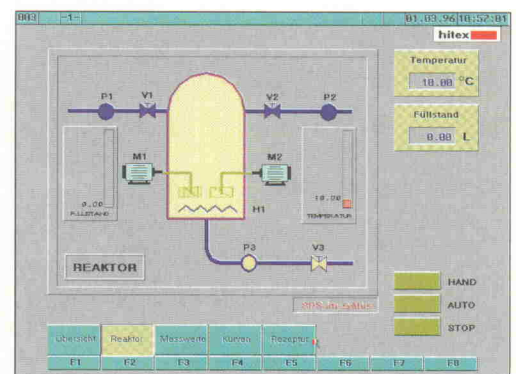 003 -1- 01.03.96 10:52:01
hitex
Temperatur
10.00 °C
Füllstand
0.00 L
P1 V1 V2 P2
M1 M2
0.00
FÜLLSTAND
10.00
TEMPERATUR
H1
P3 V3
REAKTOR
HAND
AUTO
STOP
Übersicht Reaktor Messwerte Kurven Rezeptur
F1 F2 F3 F4 F5 F6 F7 F8